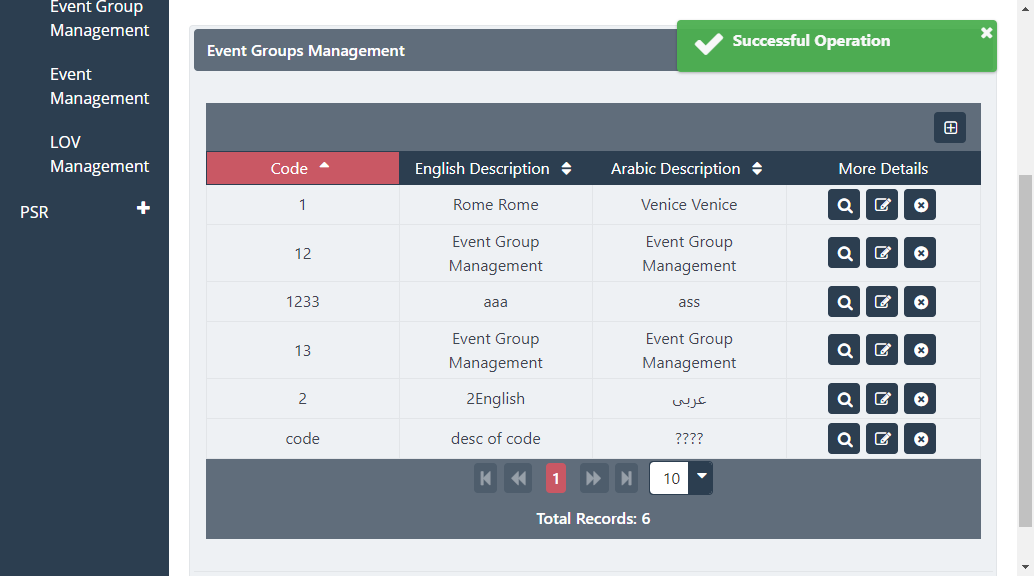 Event Group
Management
Event
Management
LOV
Management
PSR
Event Groups Management
Successful Operation
Code English Description Arabic Description More Details
1 Rome Rome Venice Venice
12 Event Group Management Event Group Management
1233 aaa ass
13 Event Group Management Event Group Management
2 2English عربى
code desc of code ????
1 10
Total Records: 6